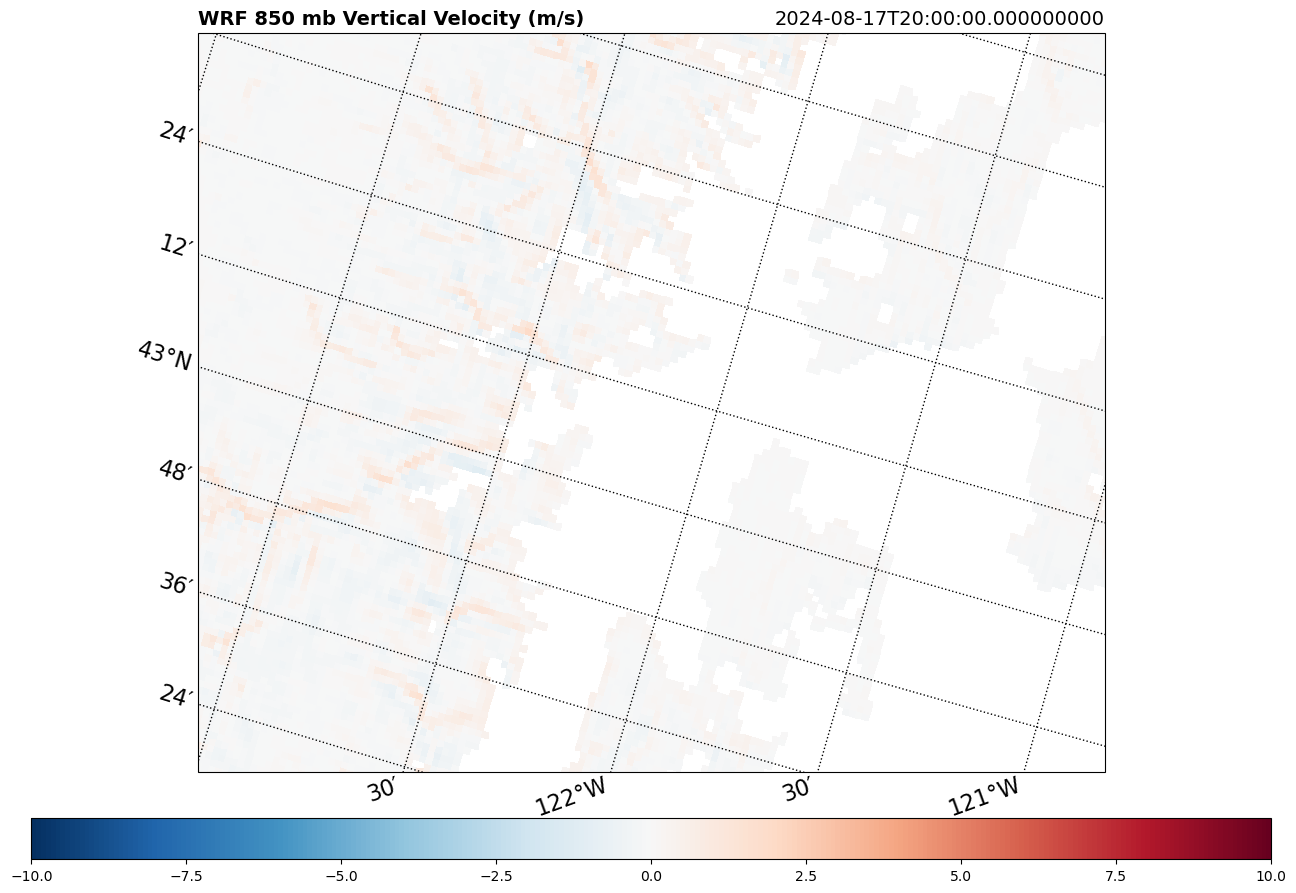 WRF 850 mb Vertical Velocity (m/s) 2024-08-17T20:00:00.000000000
24′
12′
43°N
48′
36′
24′
30′ 122°W 30′ 121°W
−10.0 −7.5 −5.0 −2.5 0.0 2.5 5.0 7.5 10.0